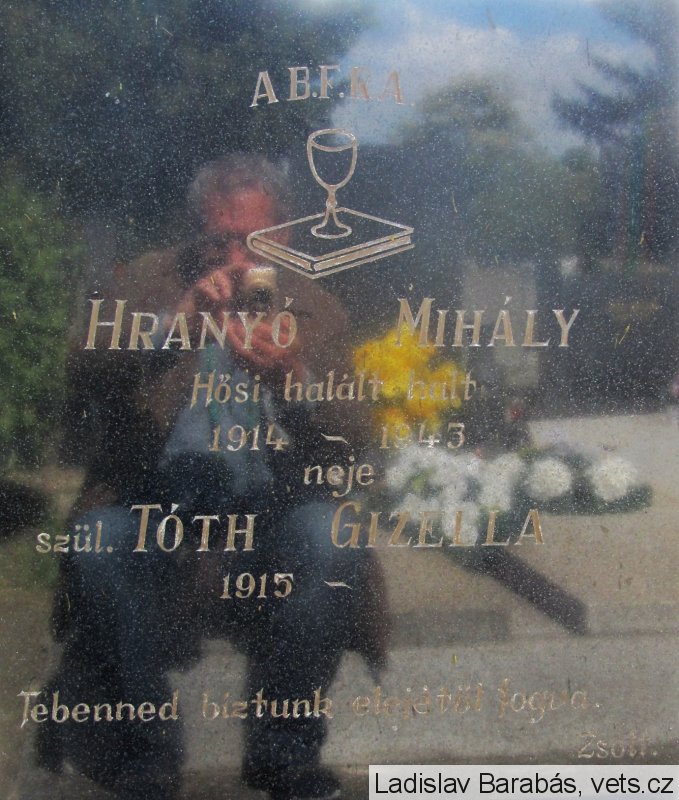 A B.F.R.A.
HRANYÓ MIHÁLY
Hősi halált halt
1914 ~ 1943
neje
szül. TÓTH GIZELLA
1915 ~
Tebenned bíztunk elejétől fogva.
Zsolt.
Ladislav Barabás, vets.cz